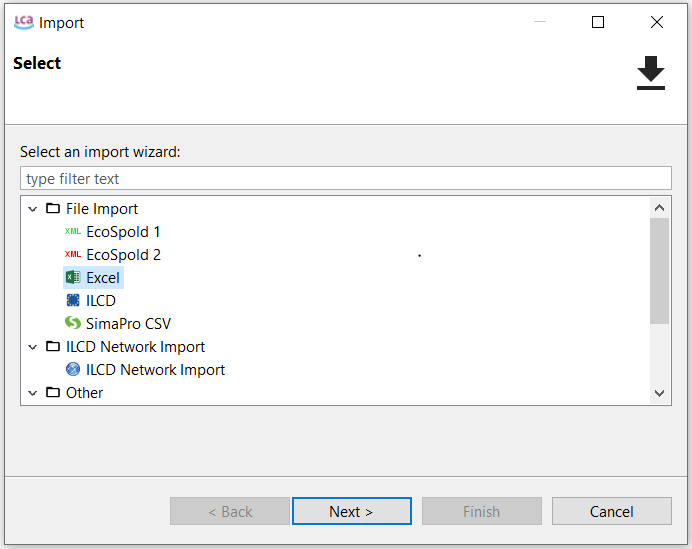 LCA Import
Select
Select an import wizard:
type filter text
File Import
XML EcoSpold 1
XML EcoSpold 2
X Excel
ILCD
S SimaPro CSV
ILCD Network Import
ILCD Network Import
Other
< Back Next > Finish Cancel